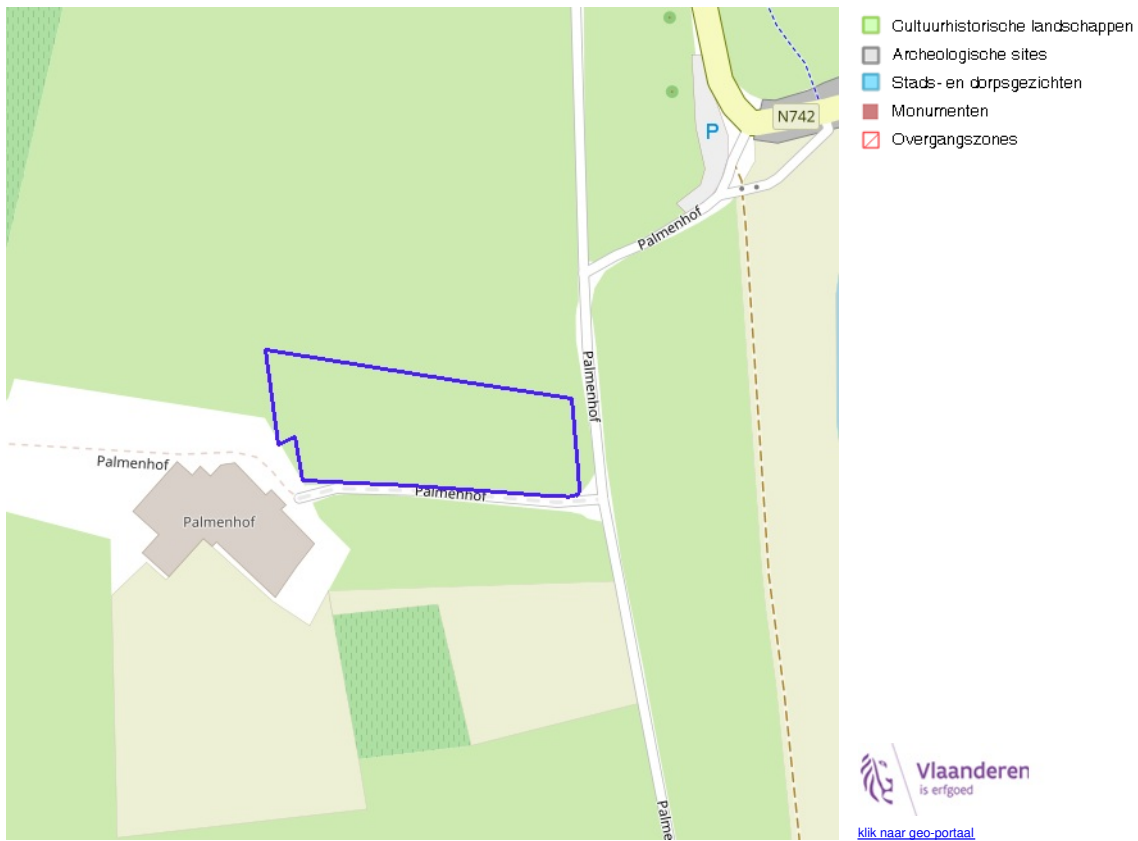 N742
P
Palmenhof
Palmenhof
Palmenhof
Palmenhof
Palmenhof
Palme
Cultuurhistorische landschappen
Archeologische sites
Stads- en dorpsgezichten
Monumenten
Overgangszones
Vlaanderen
is erfgoed
klik naar geo-portaal